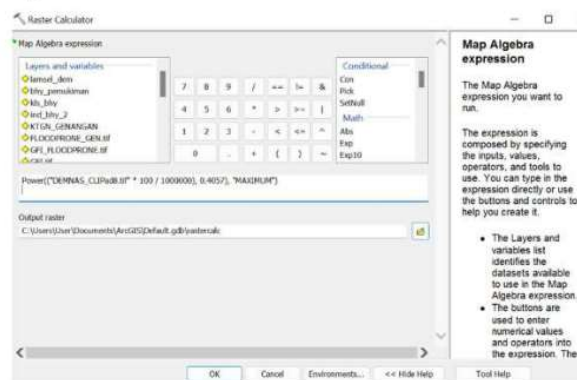 Raster Calculator
Map Algebra expression
Layers and variables
lamsel_dem
bhy_pemukiman
kls_bhy
ind_bhy_2
KTGN_GENANGAN
FLOODPRONE_GEN.tif
GFI_FLOODPRONE.tif
7 8 9 / == != &
4 5 6 * > >= |
1 2 3 - < <= ^
0 . + ( ) ~
Conditional
Con
Pick
SetNull
Math
Abs
Exp
Exp10
Power(("DEMNAS_CLIPad8.tif" * 100 / 1000000), 0.4057), "MAXIMUM")
Output raster
C:\Users\User\Documents\ArcGIS\Default.gdb\rastercalc
OK Cancel Environments... << Hide Help Tool Help
Map Algebra
expression
The Map Algebra
expression you want to
run.
The expression is
composed by specifying
the inputs, values,
operators, and tools to
use. You can type in the
expression directly or use
the buttons and controls to
help you create it.
• The Layers and
variables list
identifies the
datasets available
to use in the Map
Algebra expression.
• The buttons are
used to enter
numerical values
and operators into
the expression. The